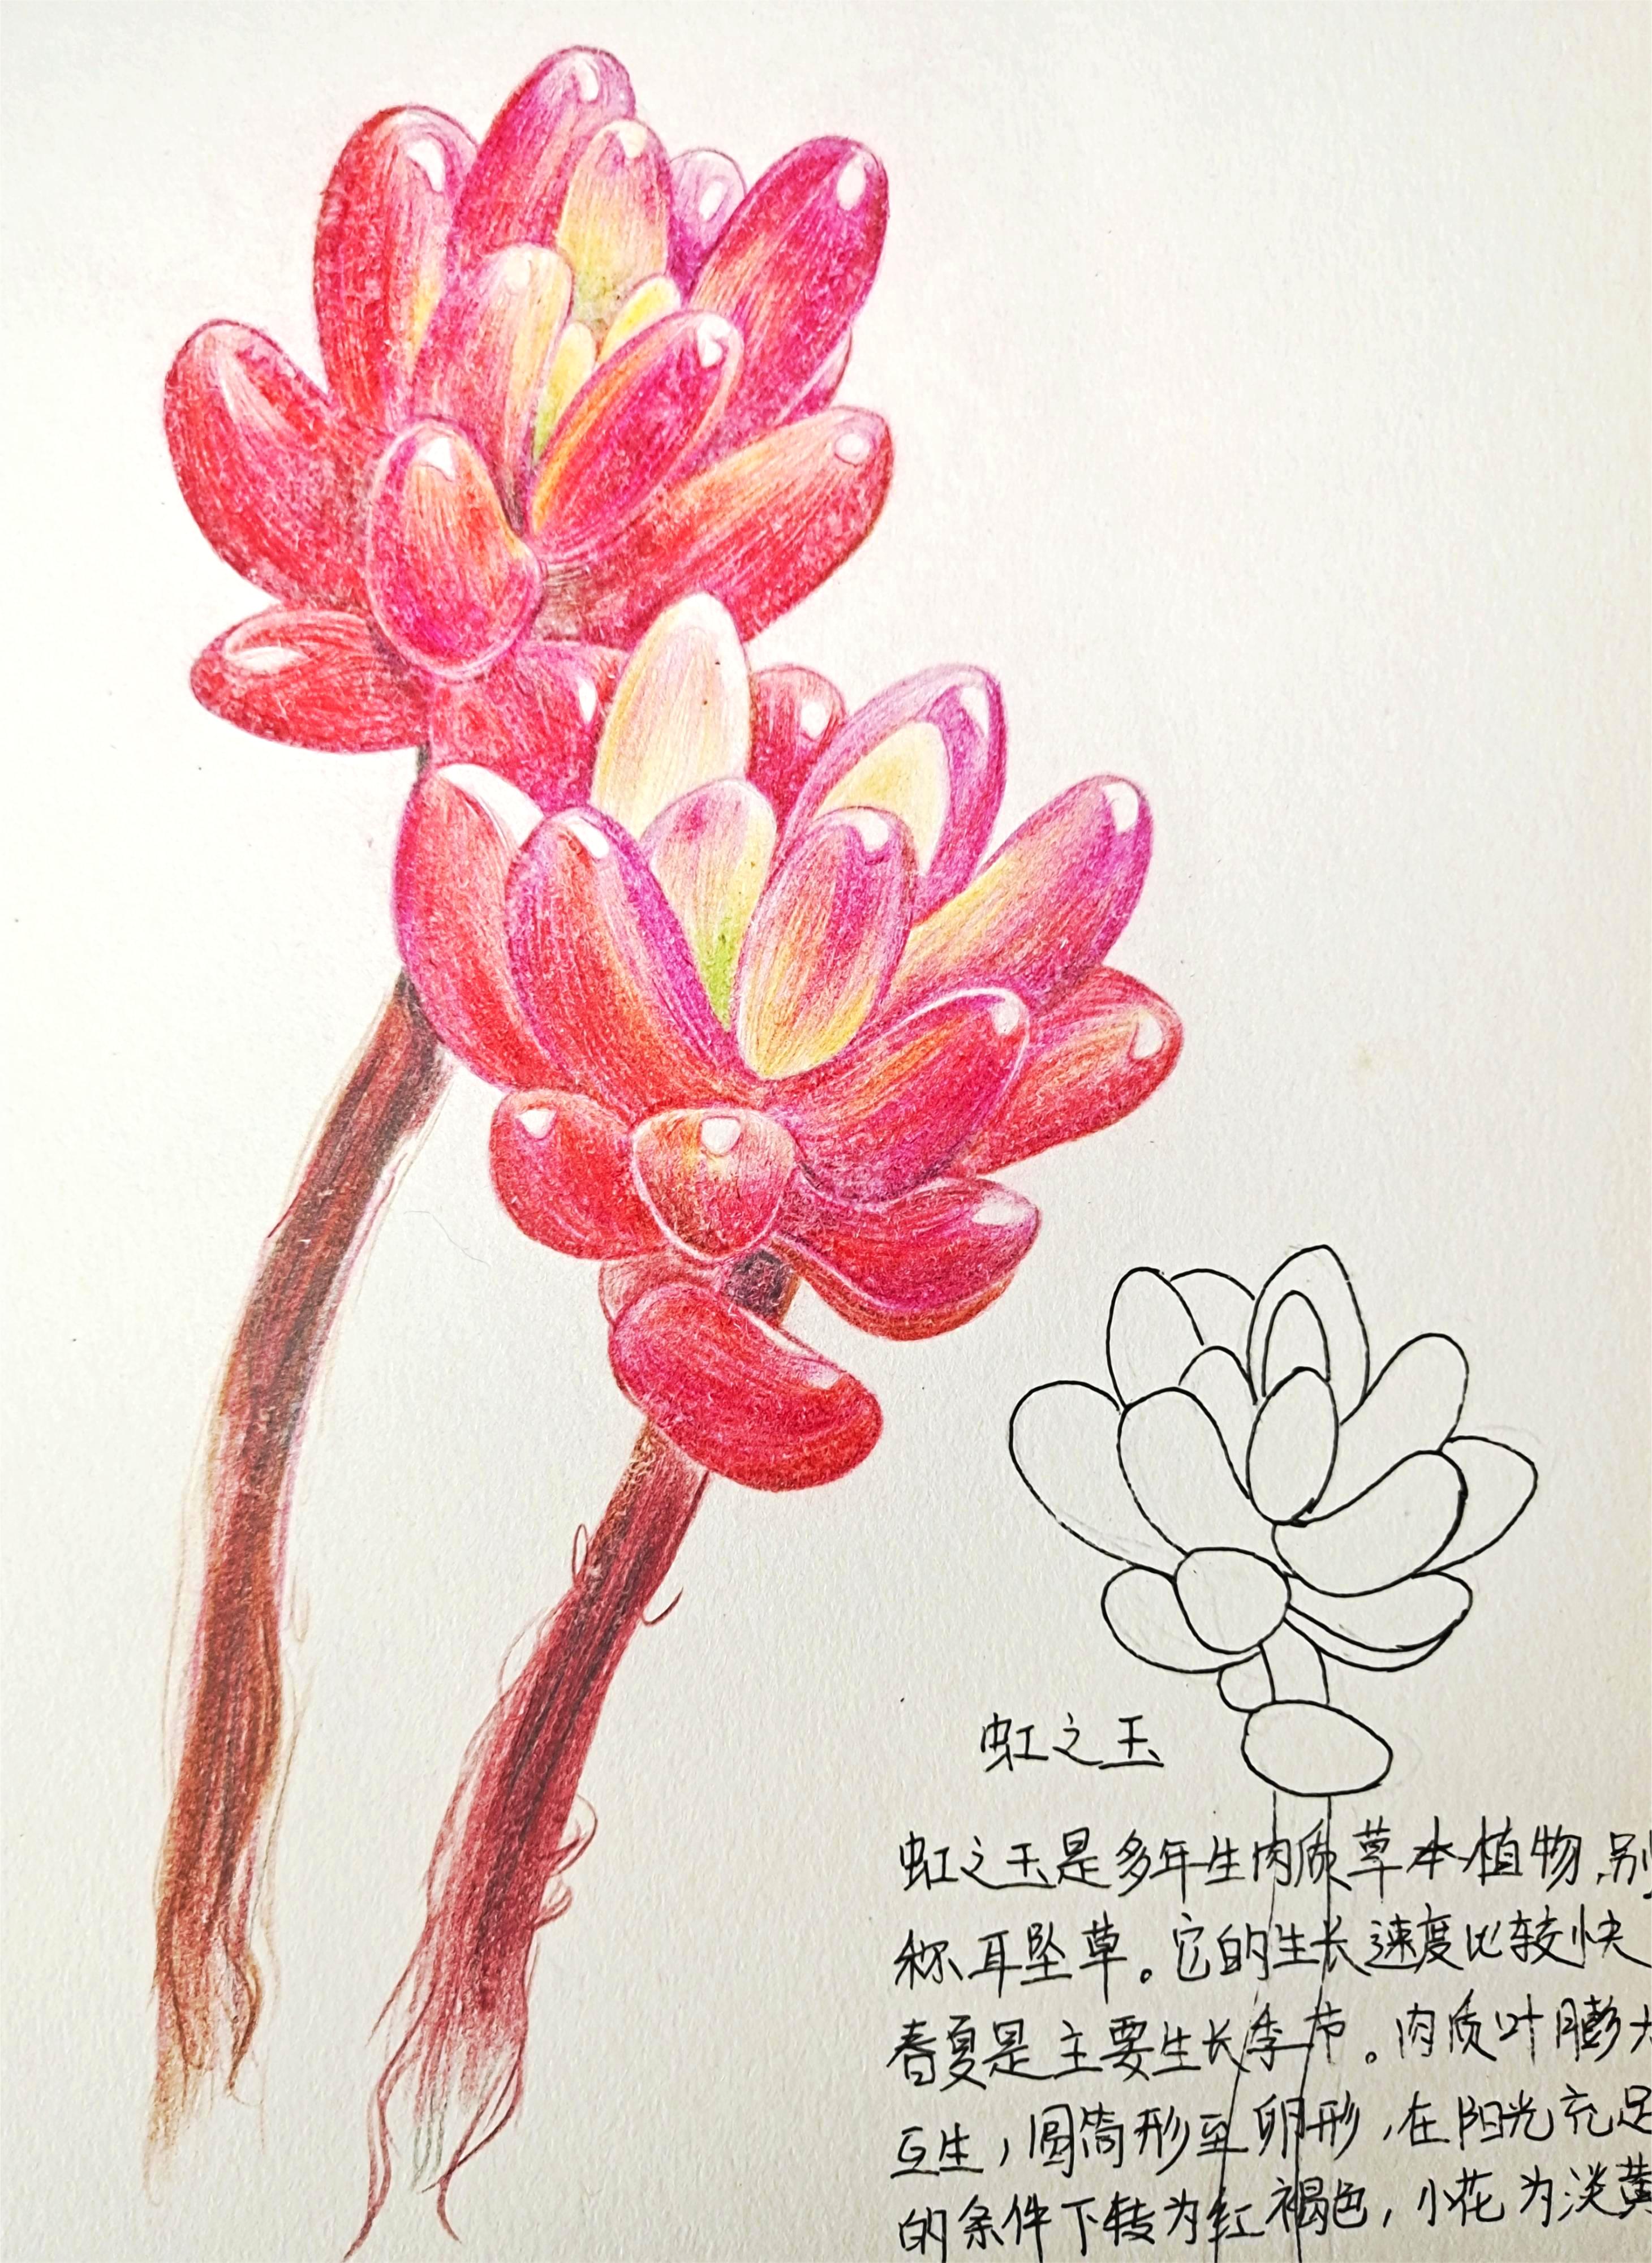 虹之玉
虹之玉是多年生肉质草本植物,别
称耳坠草。它的生长速度比较快
春夏是主要生长季节。肉质叶膨大
互生,圆筒形至卵形,在阳光充足
的条件下转为红褐色,小花为淡黄